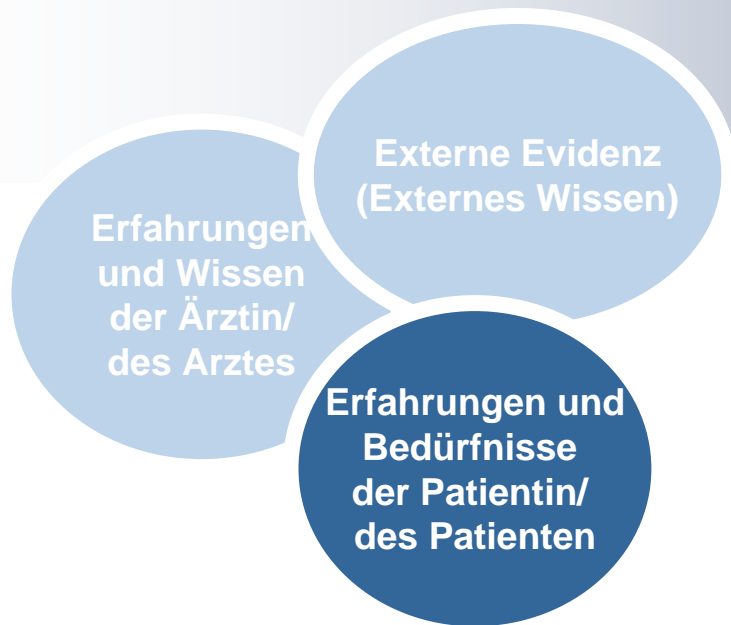 Externe Evidenz
(Externes Wissen)
Erfahrungen
und Wissen
der Ärztin/
des Arztes
Erfahrungen und
Bedürfnisse
der Patientin/
des Patienten